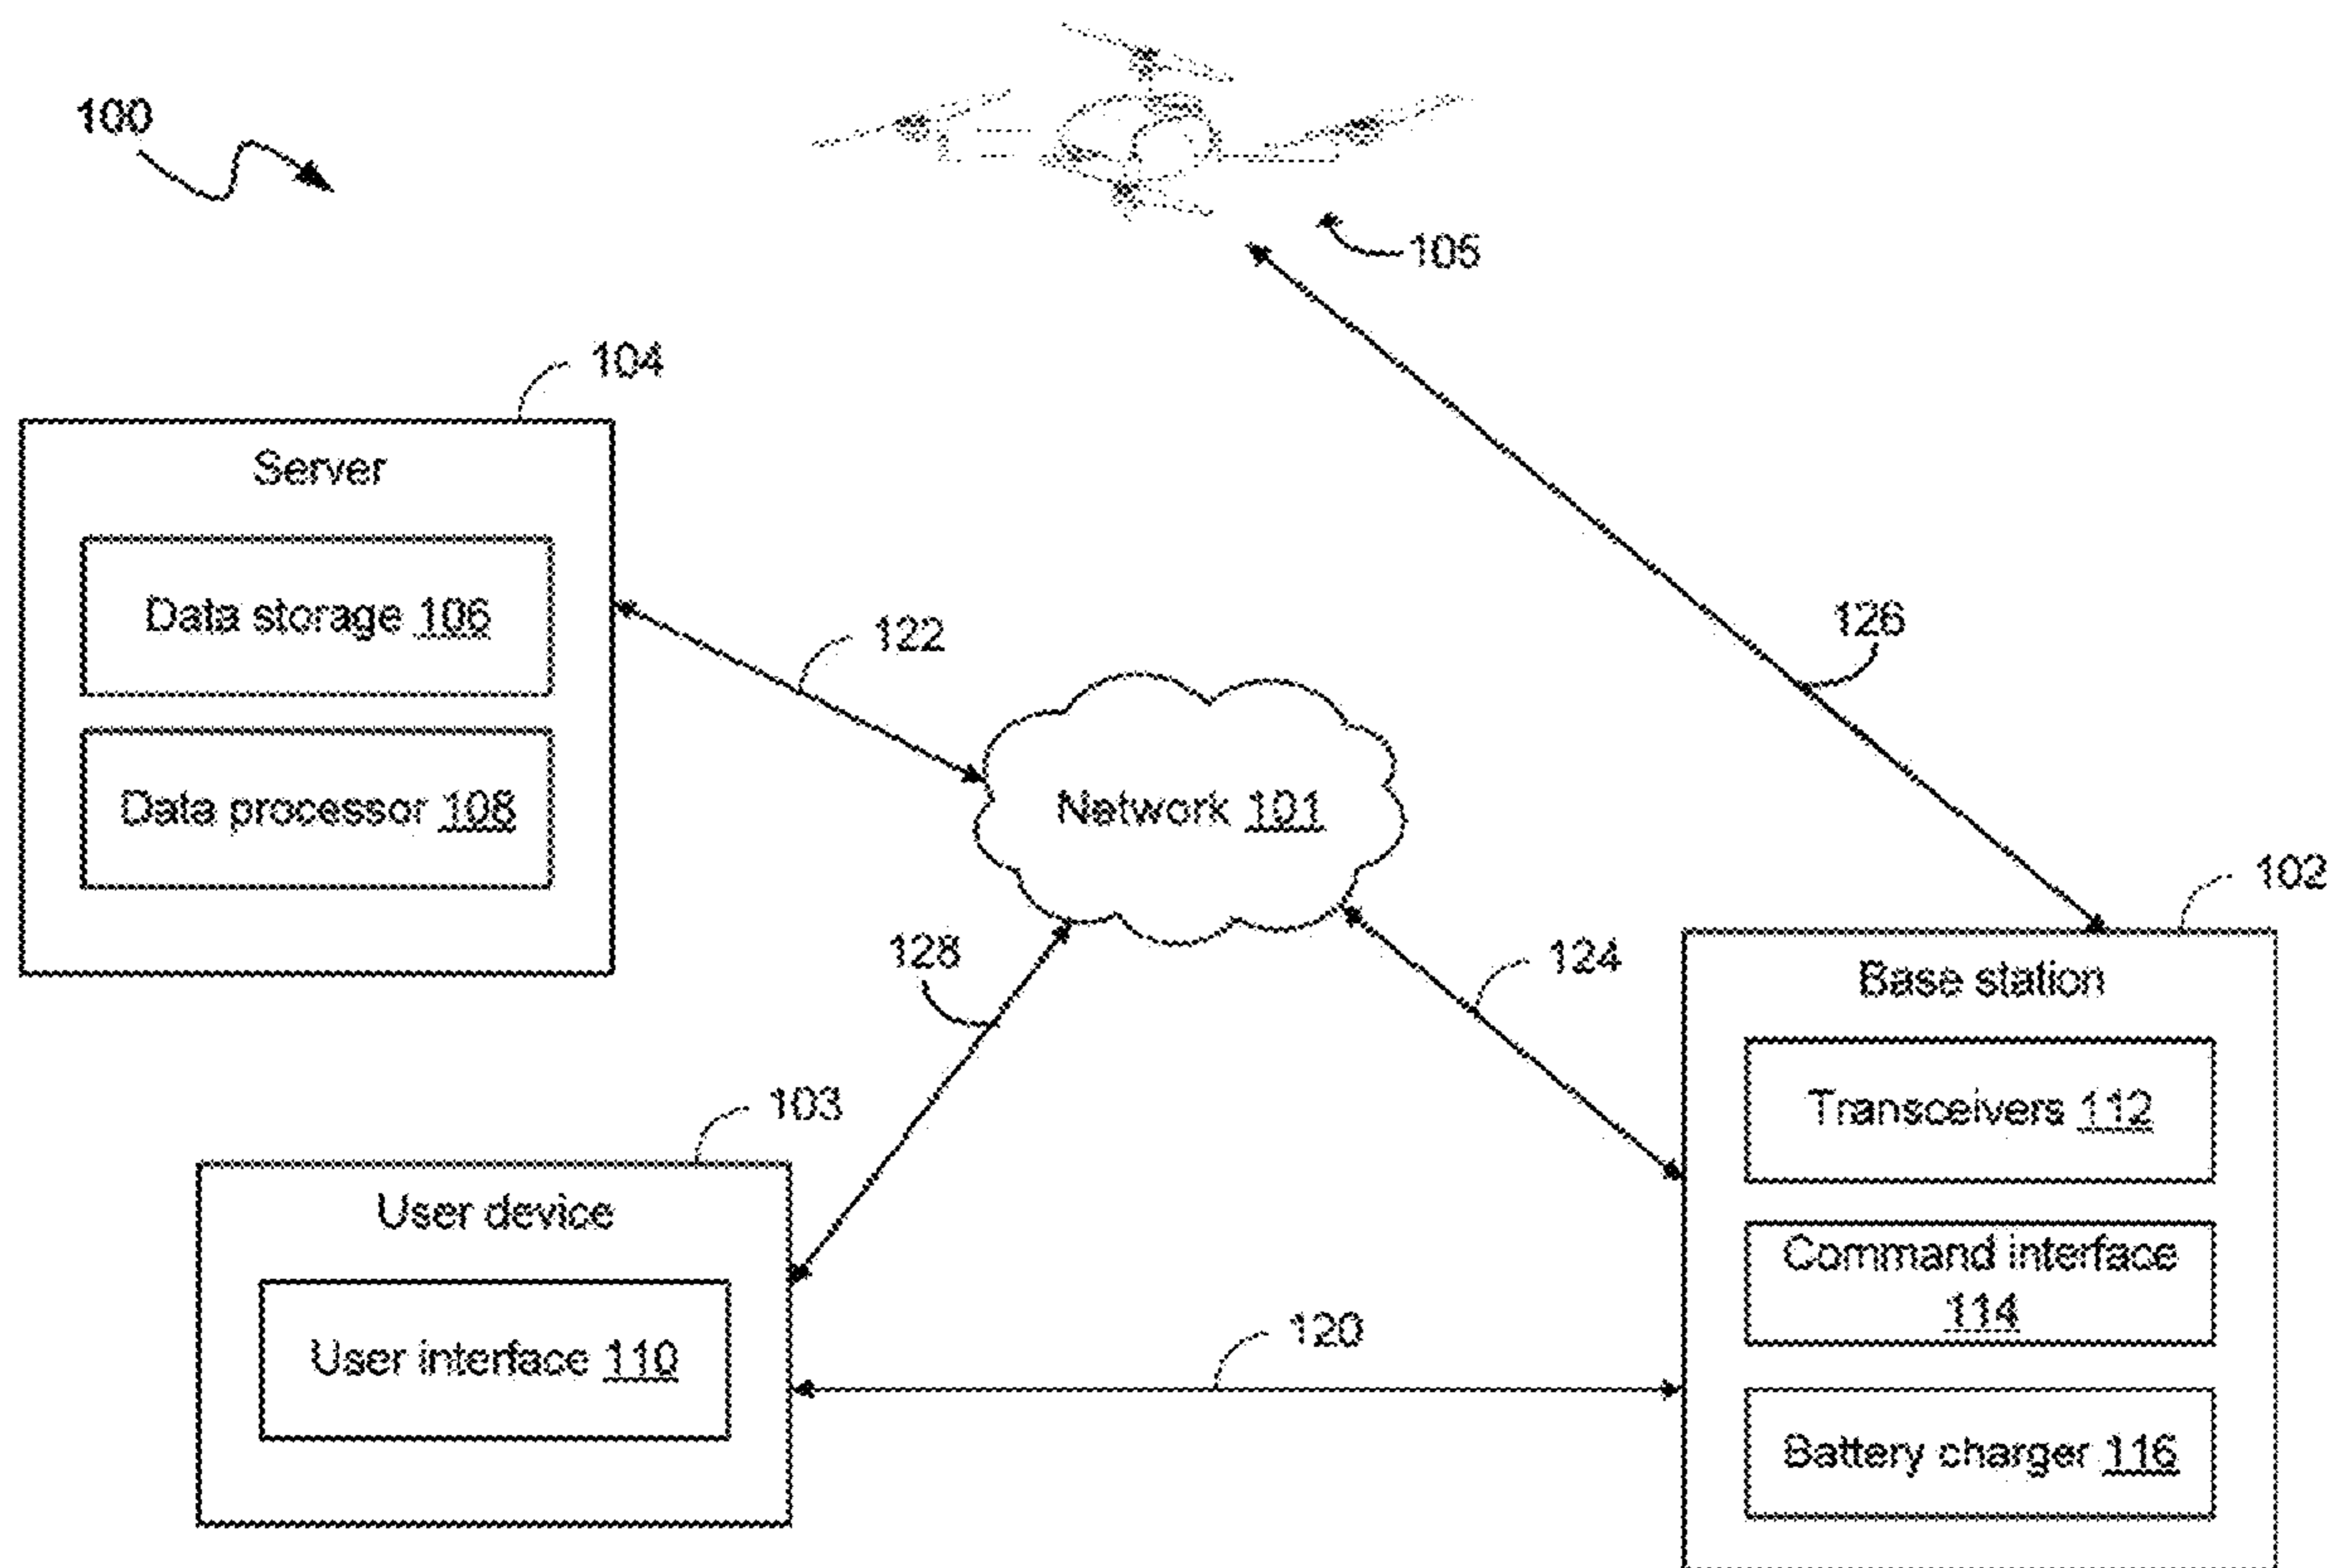 100
105
104
Server
Data storage 106
122
126
Data processor 108
Network 101
102
128
124
Base station
103
Transceivers 112
User device
Command interface
114
User interface 110
120
Battery charger 116